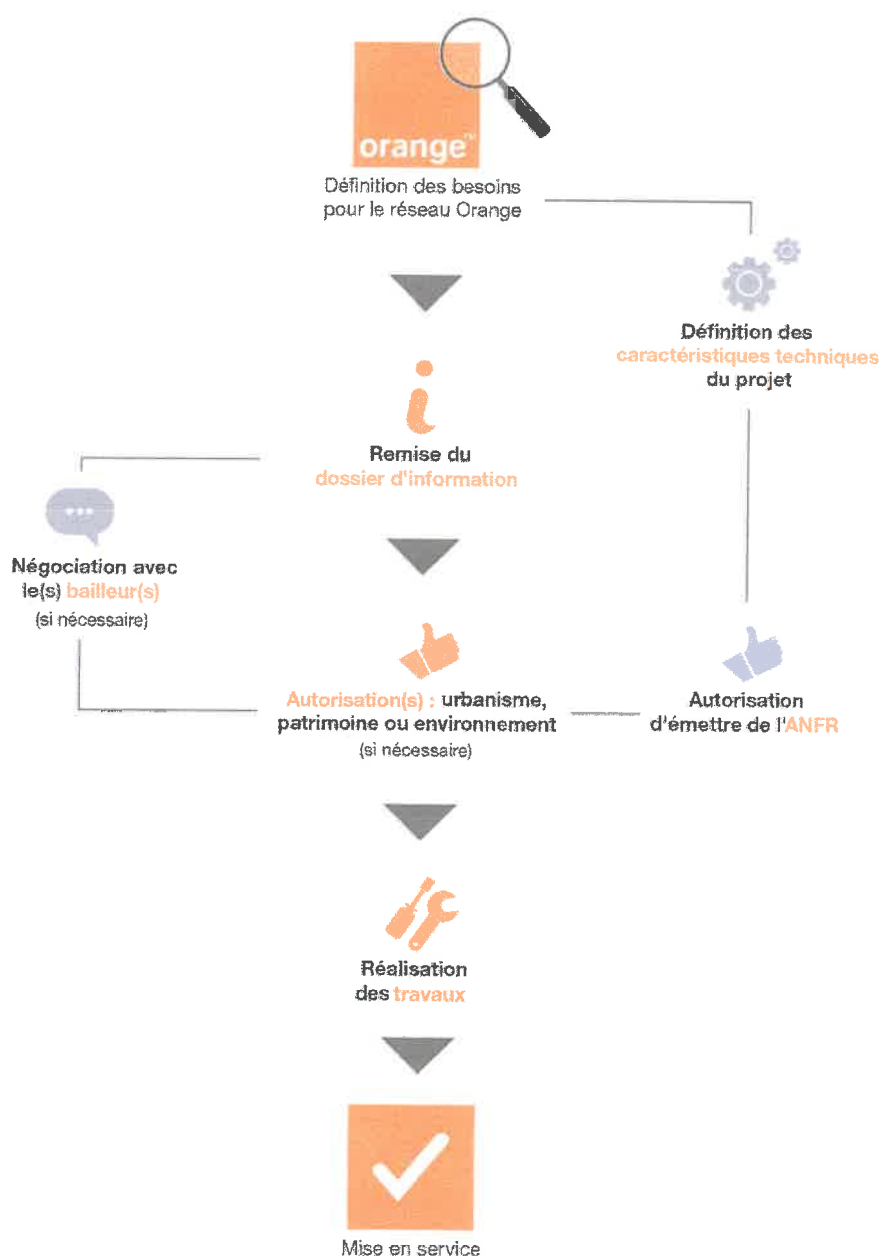 orange™
Définition des besoins
pour le réseau Orange
Définition des
caractéristiques techniques
du projet
Remise du
dossier d'information
Négociation avec
le(s) bailleur(s)
(si nécessaire)
Autorisation(s) : urbanisme,
patrimoine ou environnement
(si nécessaire)
Autorisation
d'émettre de l'ANFR
Réalisation
des travaux
Mise en service